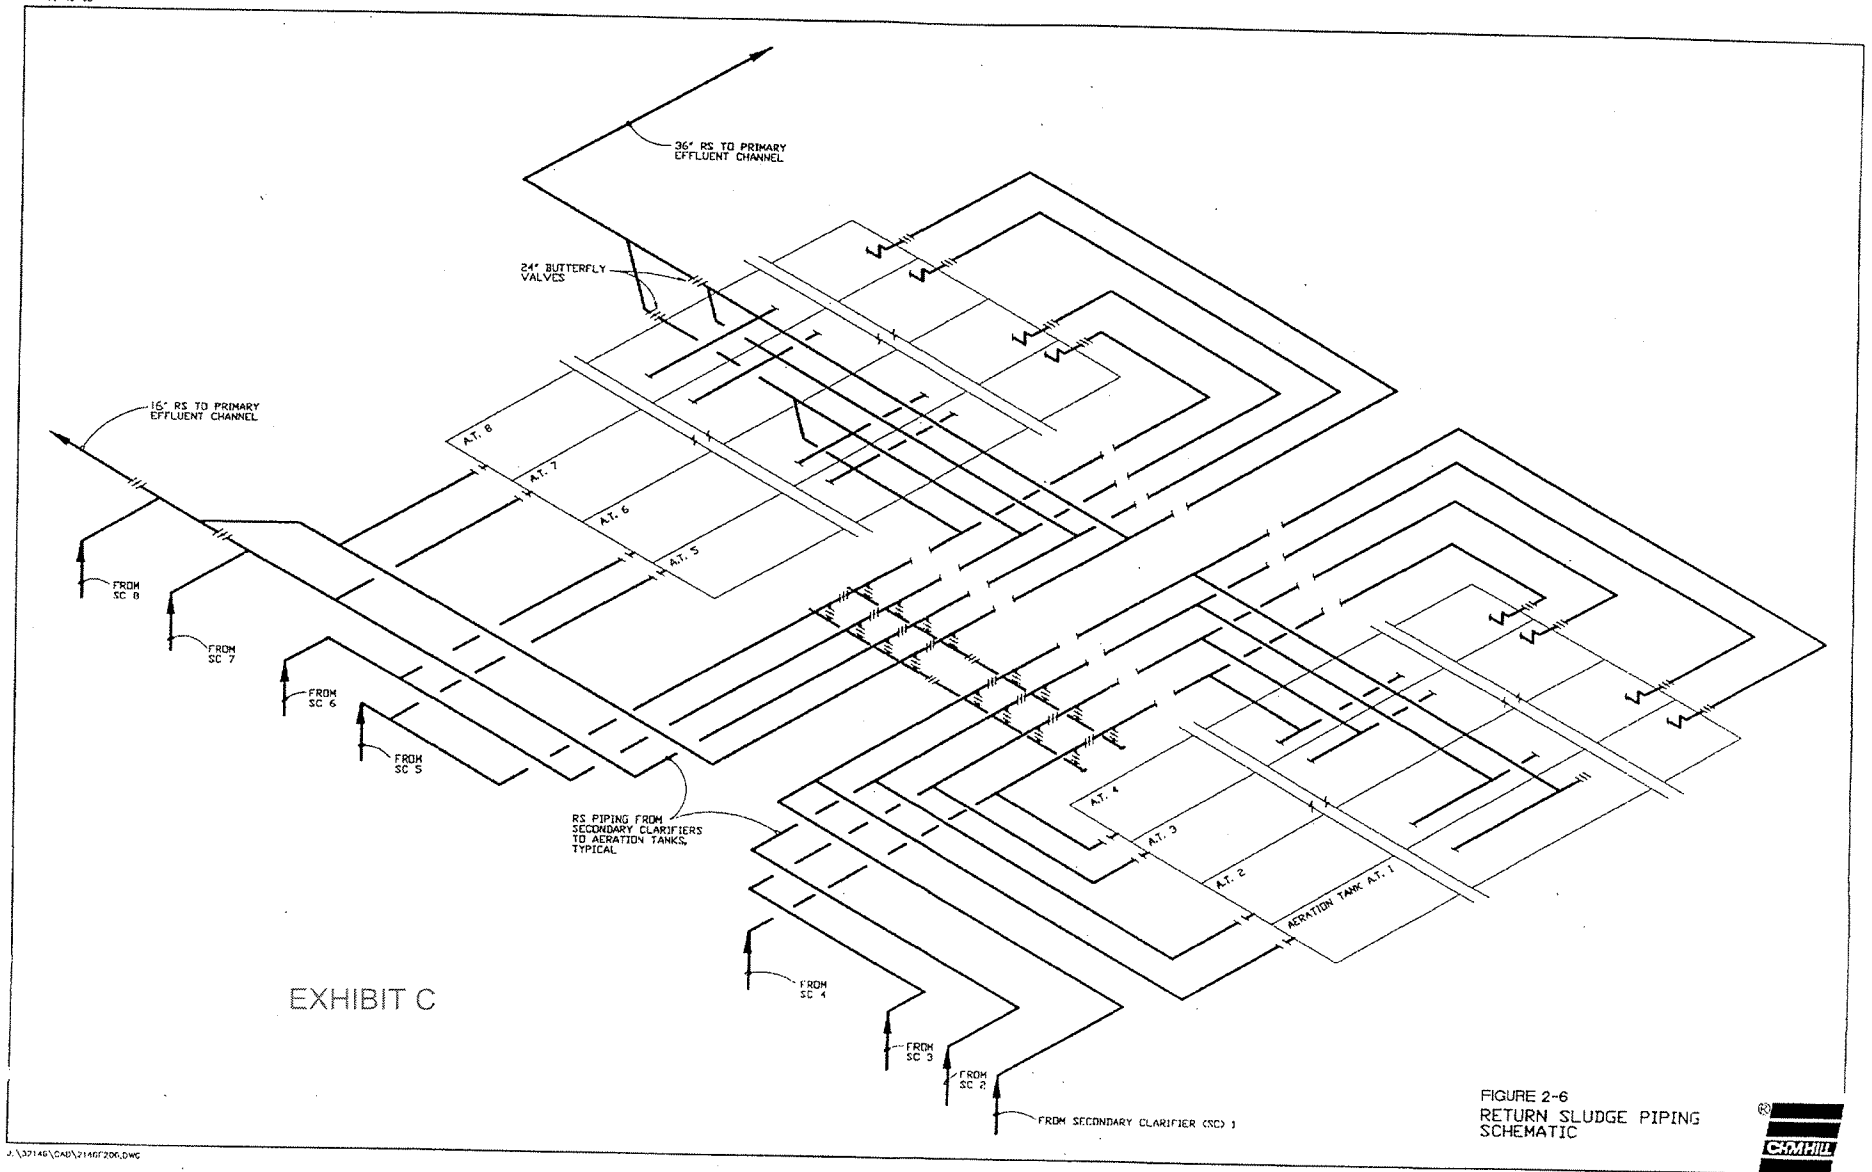 36" RS TO PRIMARY
EFFLUENT CHANNEL
24" BUTTERFLY
VALVES
16" RS TO PRIMARY
EFFLUENT CHANNEL
A.T. 8
A.T. 7
A.T. 6
A.T. 5
FROM
SC 8
FROM
SC 7
FROM
SC 6
FROM
SC 5
RS PIPING FROM
SECONDARY CLARIFIERS
TO AERATION TANKS,
TYPICAL
A.T. 4
A.T. 3
A.T. 2
AERATION TANK A.T. 1
FROM
SC 4
FROM
SC 3
FROM
SC 2
FROM SECONDARY CLARIFIER (SC) 1
EXHIBIT C
FIGURE 2-6
RETURN SLUDGE PIPING
SCHEMATIC
®
CH2M HILL